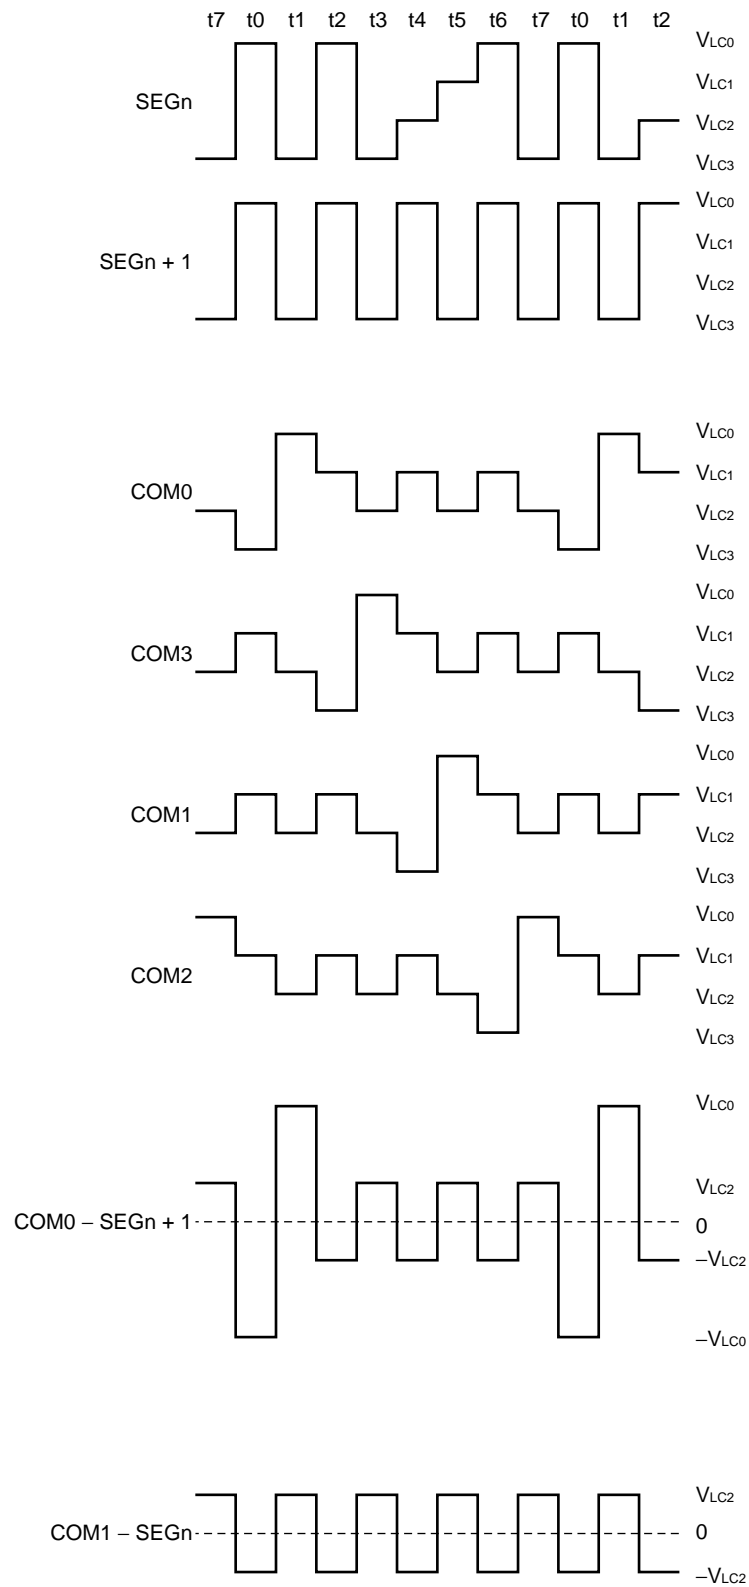 t7 t0 t1 t2 t3 t4 t5 t6 t7 t0 t1 t2
VLC0
VLC1
SEGn
VLC2
VLC3
VLC0
VLC1
SEGn + 1
VLC2
VLC3
VLC0
VLC1
COM0
VLC2
VLC3
VLC0
VLC1
COM3
VLC2
VLC3
VLC0
VLC1
COM1
VLC2
VLC3
VLC0
VLC1
COM2
VLC2
VLC3
VLC0
VLC2
COM0 – SEGn + 1
0
–VLC2
–VLC0
VLC2
COM1 – SEGn
0
–VLC2